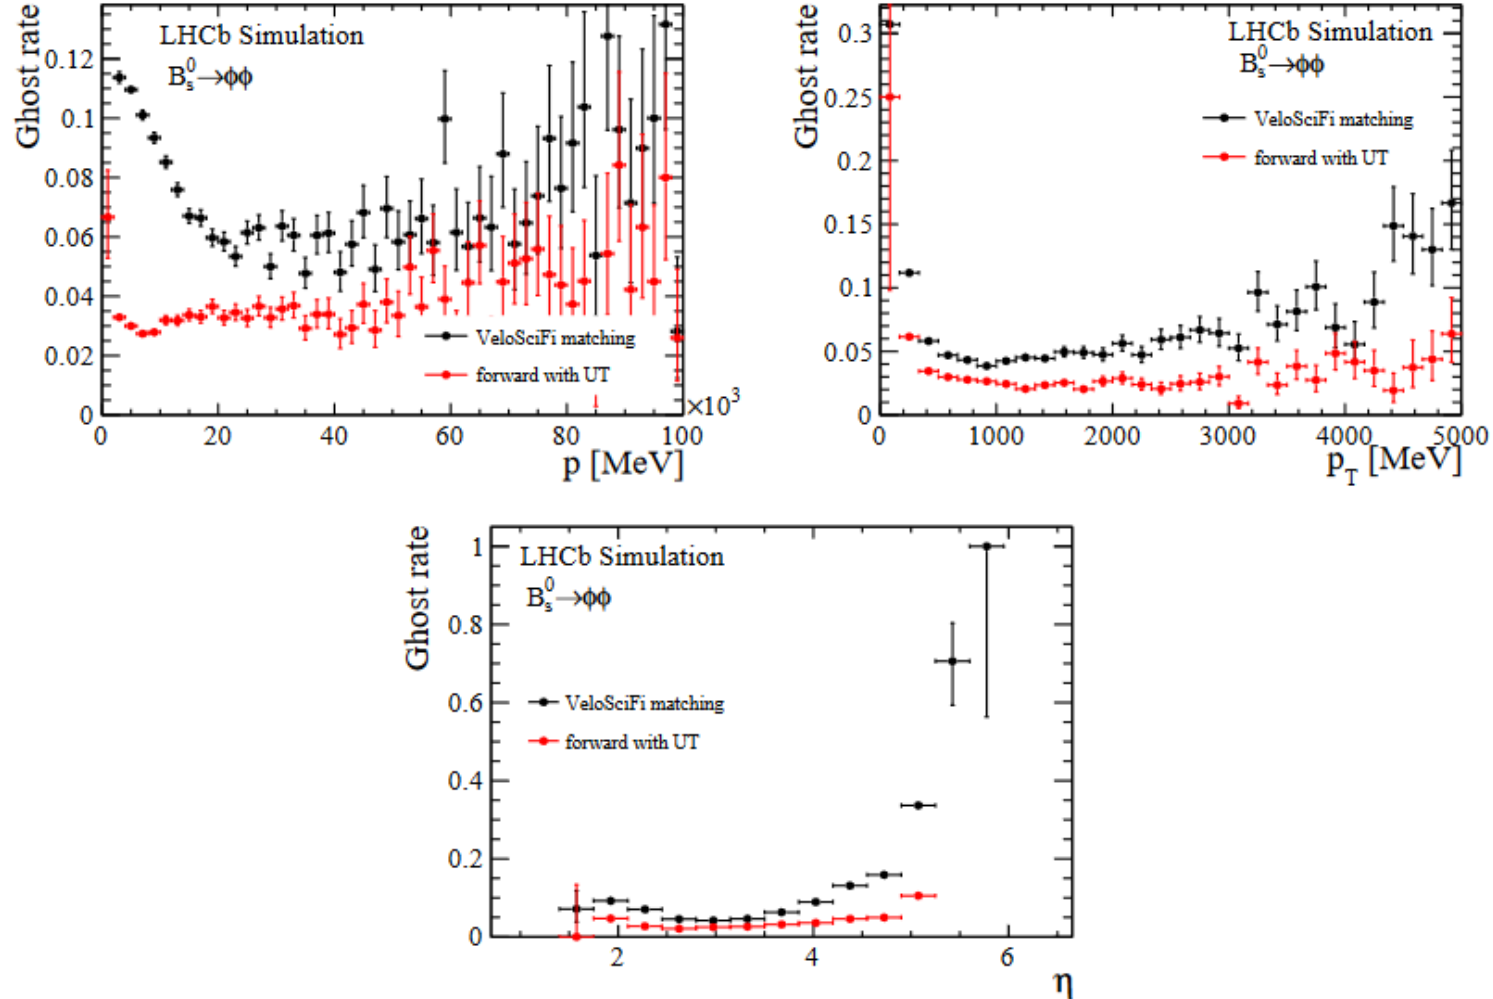 Ghost rate
LHCb Simulation
B_s^0→ϕϕ
0.12
0.1
0.08
0.06
0.04
0.02
0
VeloSciFi matching
forward with UT
0 20 40 60 80 100
×10^3
p [MeV]
Ghost rate
LHCb Simulation
B_s^0→ϕϕ
0.3
0.25
0.2
0.15
0.1
0.05
0
VeloSciFi matching
forward with UT
0 1000 2000 3000 4000 5000
p_T [MeV]
Ghost rate
LHCb Simulation
B_s^0→ϕϕ
1
0.8
0.6
0.4
0.2
0
VeloSciFi matching
forward with UT
2 4 6
η